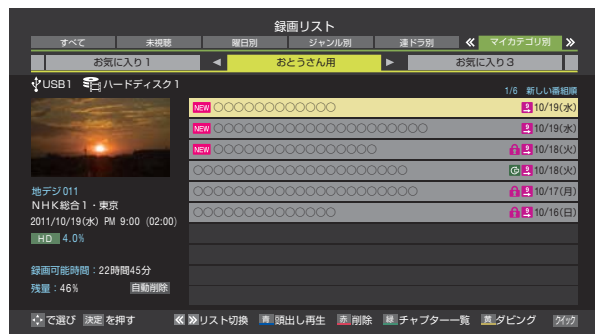 録画リスト
すべて 未視聴 曜日別 ジャンル別 連ドラ別 ≪ マイカテゴリ別 ≫
お気に入り1 ◀ おとうさん用 ▶ お気に入り3
USB1 ハードディスク1
1/6 新しい番組順
NEW ○○○○○○○○○○○○ 10/19(水)
NEW ○○○○○○○○○○○○○○○○○○○○○ 10/19(水)
NEW ○○○○○○○○○○○○○○○○○○○ 10/18(火)
○○○○○○○○○○○○○○○○○○○○○ 10/18(火)
○○○○○○○○○○○○○○○○○○○○○○ 10/17(月)
○○○○○○○○○○○○○○ 10/16(日)
地デジ011
NHK総合1・東京
2011/10/19(水) PM 9:00 (02:00)
HD 4.0%
録画可能時間:22時間45分
残量:46% 自動削除
で選び 決定 を押す ≪ ≫リスト切換 青 頭出し再生 赤 削除 緑 チャプター一覧 黄 ダビング クイック